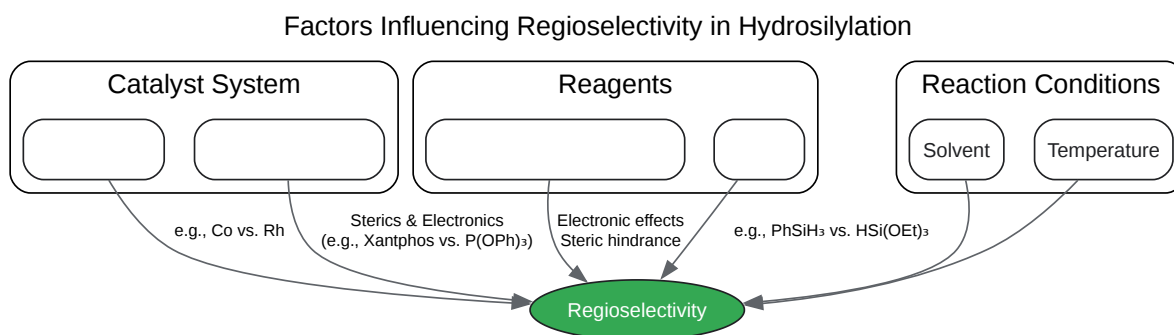 Factors Influencing Regioselectivity in Hydrosilylation
Catalyst System
Reagents
Reaction Conditions
Solvent
Temperature
e.g., Co vs. Rh
Sterics & Electronics
(e.g., Xantphos vs. P(OPh)₃)
Electronic effects
Steric hindrance
e.g., PhSiH₃ vs. HSi(OEt)₃
Regioselectivity